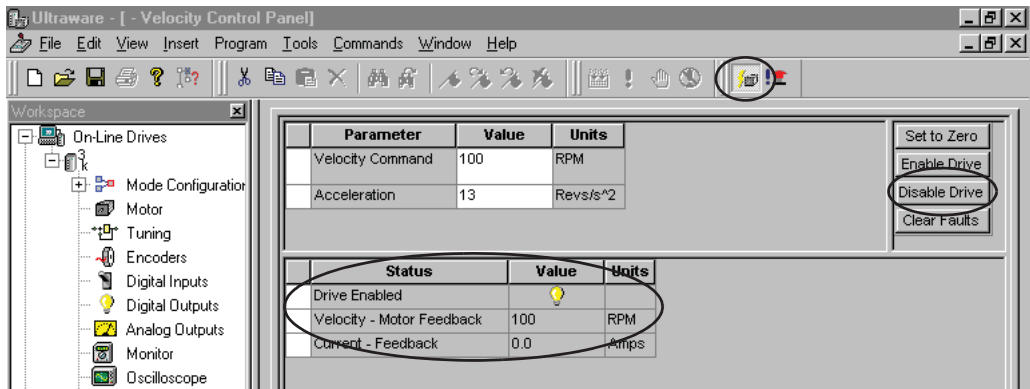 Ultraware - [ - Velocity Control Panel]
File Edit View Insert Program Tools Commands Window Help
Workspace
On-Line Drives
3k
Mode Configuration
Motor
Tuning
Encoders
Digital Inputs
Digital Outputs
Analog Outputs
Monitor
Oscilloscope
Parameter Value Units
Velocity Command 100 RPM
Acceleration 13 Revs/s^2
Set to Zero
Enable Drive
Disable Drive
Clear Faults
Status Value Units
Drive Enabled
Velocity - Motor Feedback 100 RPM
Current - Feedback 0.0 Amps